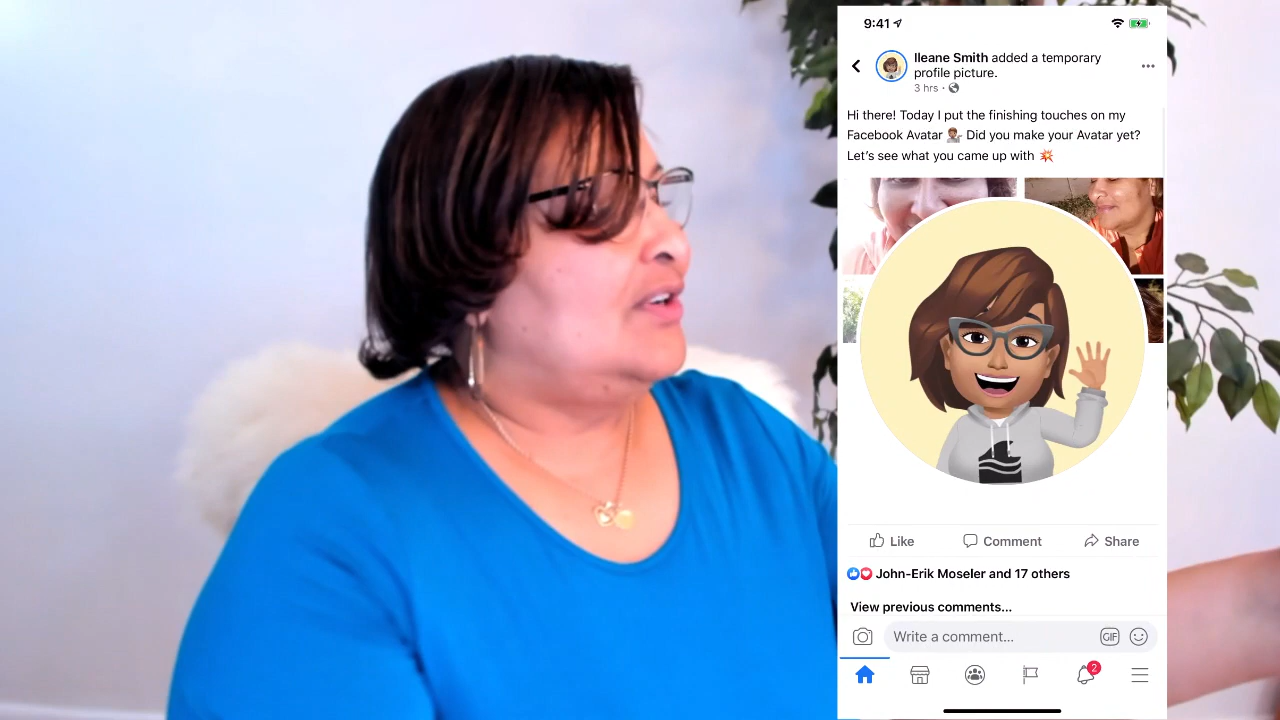 9:41
Ileane Smith added a temporary
profile picture.
3 hrs ·
Hi there! Today I put the finishing touches on my
Facebook Avatar 💁🏽 Did you make your Avatar yet?
Let's see what you came up with 💥
Like
Comment
Share
John-Erik Moseler and 17 others
View previous comments...
Write a comment...
GIF
2